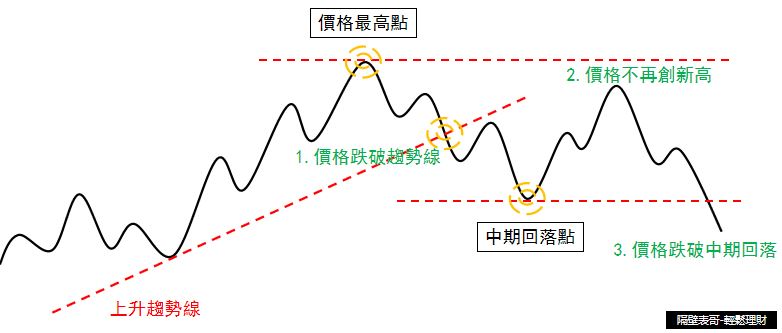 價格最高點
2. 價格不再創新高
1. 價格跌破趨勢線
中期回落點
3. 價格跌破中期回落
上升趨勢線
隔壁表哥-輕鬆理財